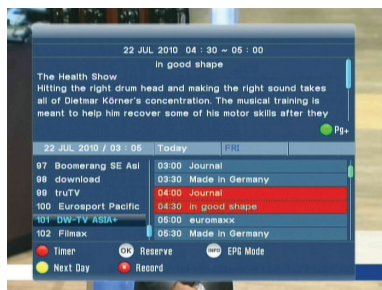 22 JUL 2010 04 : 30 ~ 05 : 00
in good shape
The Health Show
Hitting the right drum head and making the right sound takes
all of Dietmar Körner's concentration. The musical training is
meant to help him recover some of his motor skills after they
Pg+
22 JUL 2010 / 03 : 05 Today FRI
97 Boomerang SE Asi 03:00 Journal
98 download 03:30 Made in Germany
99 truTV 04:00 Journal
100 Eurosport Pacific 04:30 in good shape
101 DW-TV ASIA+ 05:00 euromaxx
102 Filmax 05:30 Made in Germany
Timer OK Reserve INFO EPG Mode
Next Day Record